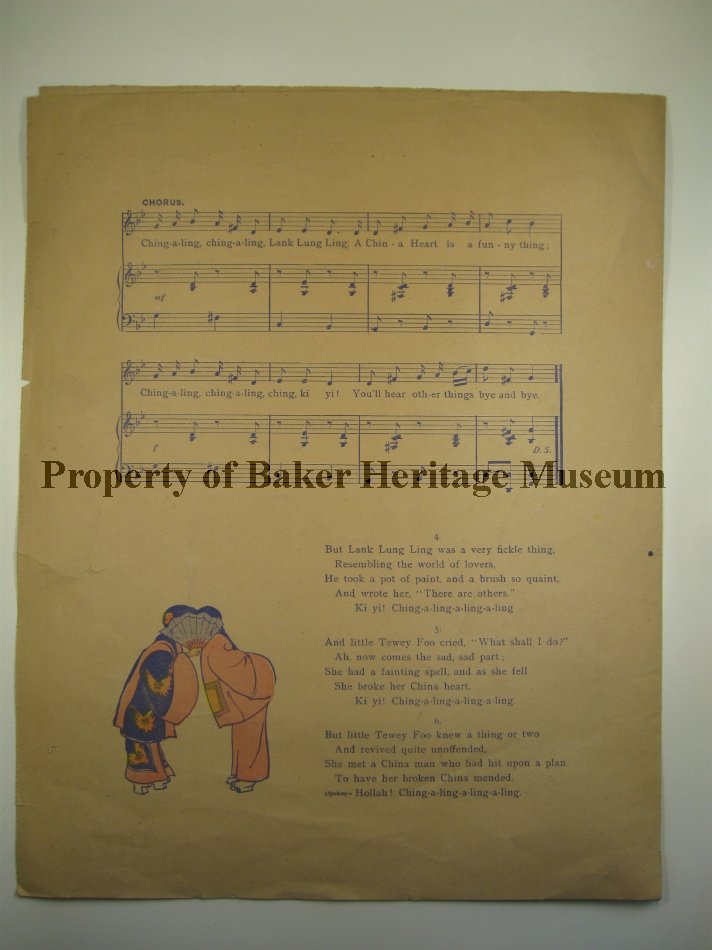 CHORUS.
Ching-a-ling, ching-a-ling, Lank Lung Ling, A Chin - a Heart is a fun - ny thing;
mf
Ching-a-ling, ching-a-ling, ching, ki yi! You'll hear oth-er things bye and bye.
f
D. S.
Property of Baker Heritage Museum
4.
But Lank Lung Ling was a very fickle thing,
Resembling the world of lovers,
He took a pot of paint, and a brush so quaint,
And wrote her, "There are others."
Ki yi! Ching-a-ling-a-ling-a-ling
5.
And little Tewey Foo cried, "What shall I do?"
Ah, now comes the sad, sad part;
She had a fainting spell, and as she fell
She broke her China heart.
Ki yi! Ching-a-ling-a-ling-a-ling.
6.
But little Tewey Foo knew a thing or two
And revived quite unoffended,
She met a China man who had hit upon a plan
To have her broken China mended.
(Spoken)— Hollah! Ching-a-ling-a-ling-a-ling.